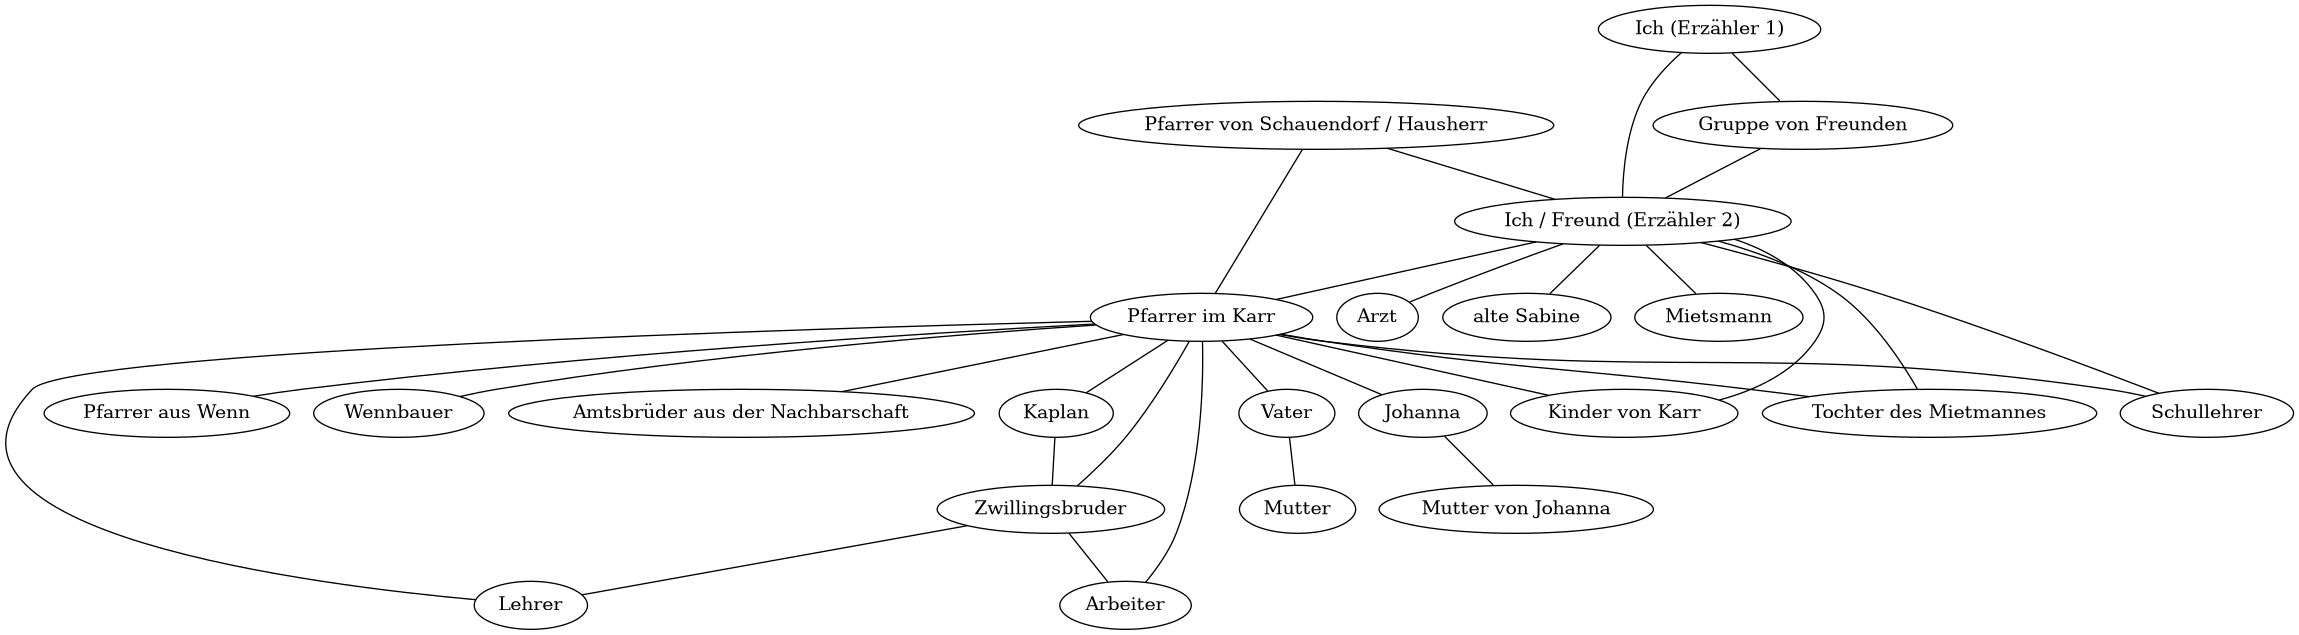 Ich (Erzähler 1)
Pfarrer von Schauendorf / Hausherr
Gruppe von Freunden
Ich / Freund (Erzähler 2)
Pfarrer im Karr
Arzt
alte Sabine
Mietsmann
Pfarrer aus Wenn
Wennbauer
Amtsbrüder aus der Nachbarschaft
Kaplan
Vater
Johanna
Kinder von Karr
Tochter des Mietmannes
Schullehrer
Zwillingsbruder
Mutter
Mutter von Johanna
Lehrer
Arbeiter